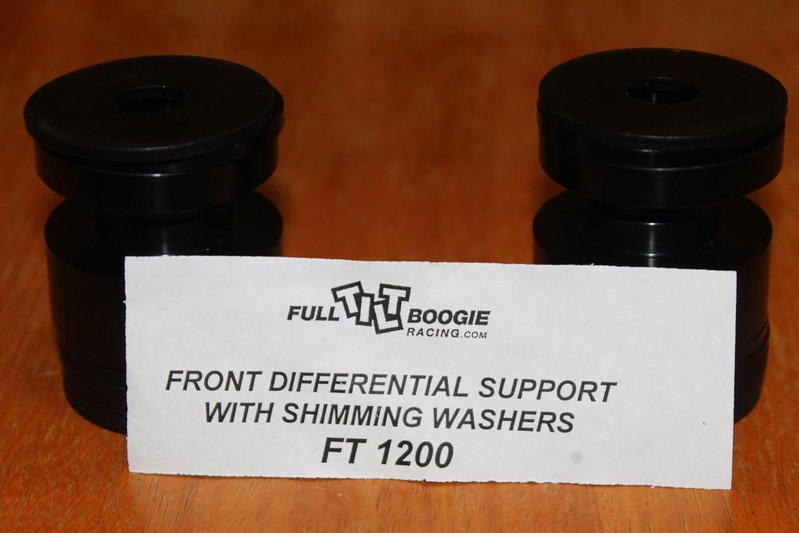 FULL TILT BOOGIE
RACING.COM
FRONT DIFFERENTIAL SUPPORT
WITH SHIMMING WASHERS
FT 1200